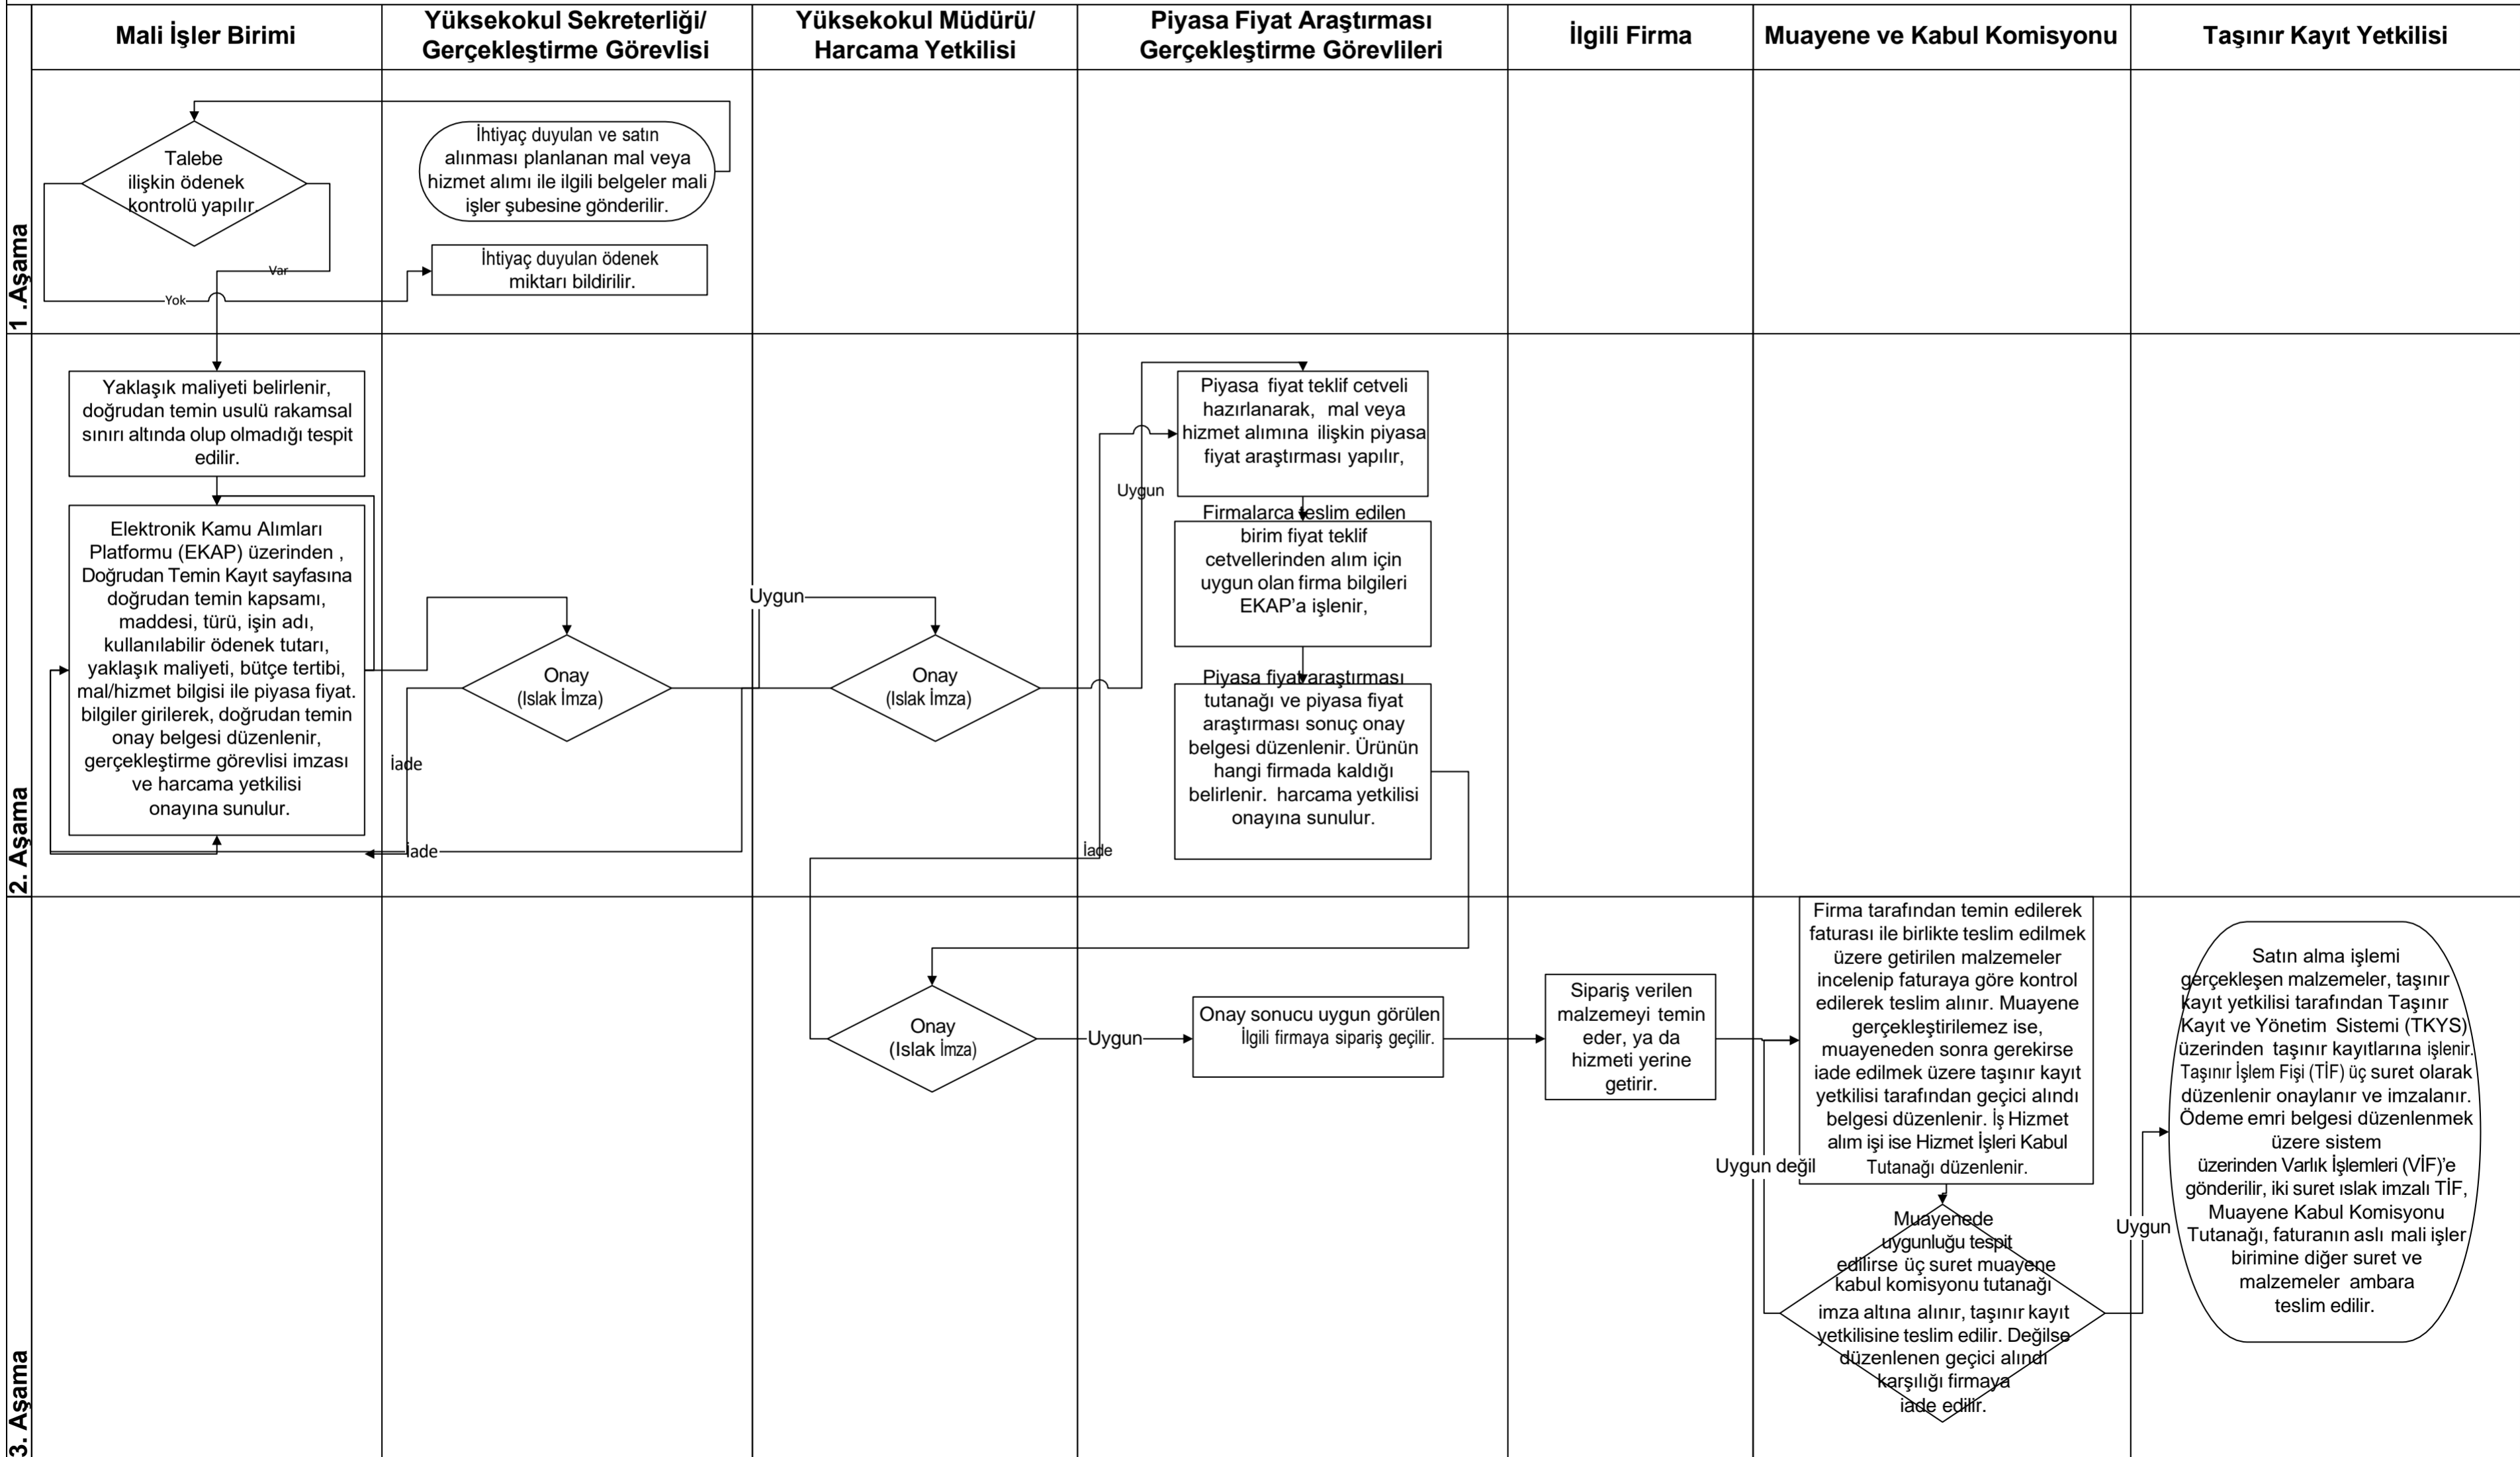 Mali İşler Birimi
Yüksekokul Sekreterliği/
Gerçekleştirme Görevlisi
Yüksekokul Müdürü/
Harcama Yetkilisi
Piyasa Fiyat Araştırması
Gerçekleştirme Görevlileri
İlgili Firma
Muayene ve Kabul Komisyonu
Taşınır Kayıt Yetkilisi
1 .Aşama
Talebe
ilişkin ödenek
kontrolü yapılır.
İhtiyaç duyulan ve satın
alınması planlanan mal veya
hizmet alımı ile ilgili belgeler mali
işler şubesine gönderilir.
İhtiyaç duyulan ödenek
miktarı bildirilir.
Var
Yok
2. Aşama
Yaklaşık maliyeti belirlenir,
doğrudan temin usulü rakamsal
sınırı altında olup olmadığı tespit
edilir.
Elektronik Kamu Alımları
Platformu (EKAP) üzerinden ,
Doğrudan Temin Kayıt sayfasına
doğrudan temin kapsamı,
maddesi, türü, işin adı,
kullanılabilir ödenek tutarı,
yaklaşık maliyeti, bütçe tertibi,
mal/hizmet bilgisi ile piyasa fiyat.
bilgiler girilerek, doğrudan temin
onay belgesi düzenlenir,
gerçekleştirme görevlisi imzası
ve harcama yetkilisi
onayına sunulur.
Onay
(Islak İmza)
İade
İade
Uygun
Onay
(Islak İmza)
Uygun
İade
Piyasa fiyat teklif cetveli
hazırlanarak, mal veya
hizmet alımına ilişkin piyasa
fiyat araştırması yapılır,
Firmalarca teslim edilen
birim fiyat teklif
cetvellerinden alım için
uygun olan firma bilgileri
EKAP’a işlenir,
Piyasa fiyat araştırması
tutanağı ve piyasa fiyat
araştırması sonuç onay
belgesi düzenlenir. Ürünün
hangi firmada kaldığı
belirlenir. harcama yetkilisi
onayına sunulur.
3. Aşama
Onay
(Islak İmza)
Uygun
Onay sonucu uygun görülen
İlgili firmaya sipariş geçilir.
Sipariş verilen
malzemeyi temin
eder, ya da
hizmeti yerine
getirir.
Firma tarafından temin edilerek
faturası ile birlikte teslim edilmek
üzere getirilen malzemeler
incelenip faturaya göre kontrol
edilerek teslim alınır. Muayene
gerçekleştirilemez ise,
muayeneden sonra gerekirse
iade edilmek üzere taşınır kayıt
yetkilisi tarafından geçici alındı
belgesi düzenlenir. İş Hizmet
alım işi ise Hizmet İşleri Kabul
Tutanağı düzenlenir.
Uygun değil
Muayenede
uygunluğu tespit
edilirse üç suret muayene
kabul komisyonu tutanağı
imza altına alınır, taşınır kayıt
yetkilisine teslim edilir. Değilse
düzenlenen geçici alındı
karşılığı firmaya
iade edilir.
Uygun
Satın alma işlemi
gerçekleşen malzemeler, taşınır
kayıt yetkilisi tarafından Taşınır
Kayıt ve Yönetim Sistemi (TKYS)
üzerinden taşınır kayıtlarına işlenir.
Taşınır İşlem Fişi (TİF) üç suret olarak
düzenlenir onaylanır ve imzalanır.
Ödeme emri belgesi düzenlenmek
üzere sistem
üzerinden Varlık İşlemleri (VİF)’e
gönderilir, iki suret ıslak imzalı TİF,
Muayene Kabul Komisyonu
Tutanağı, faturanın aslı mali işler
birimine diğer suret ve
malzemeler ambara
teslim edilir.